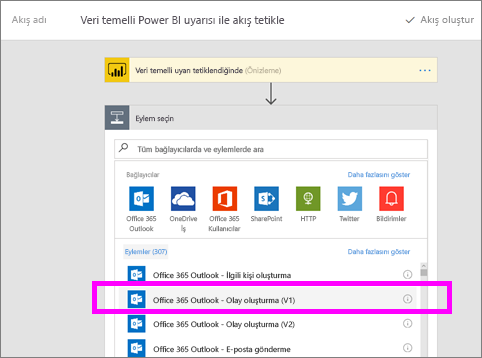 Akış adı Veri temelli Power BI uyarısı ile akış tetikle Akış oluştur
Veri temelli uyarı tetiklendiğinde (Önizleme)
Eylem seçin
Tüm bağlayıcılarda ve eylemlerde ara
Bağlayıcılar Daha fazlasını göster
Office 365 Outlook
OneDrive İş
Office 365 Kullanıcılar
SharePoint
HTTP
Twitter
Bildirimler
Eylemler (307) Daha fazlasını göster
Office 365 Outlook - İlgili kişi oluşturma
Office 365 Outlook - Olay oluşturma (V1)
Office 365 Outlook - Olay oluşturma (V2)
Office 365 Outlook - E-posta gönderme